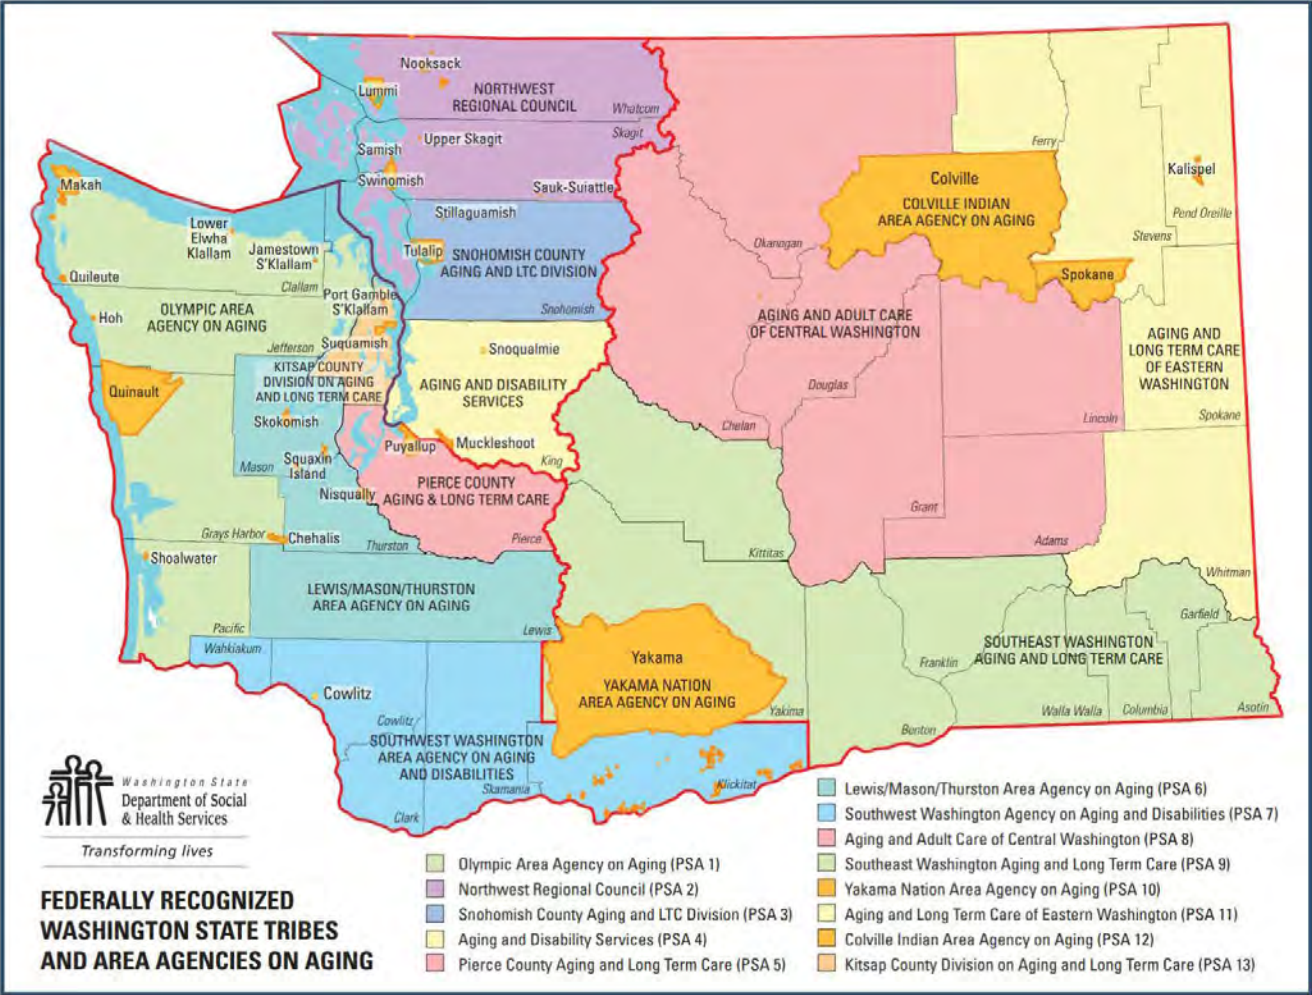 Nooksack
Lummi
NORTHWEST
REGIONAL COUNCIL
Whatcom
Skagit
Samish
Upper Skagit
Swinomish
Sauk-Suiattle
Makah
Lower
Elwha
Klallam
Jamestown
S'Klallam
Stillaguamish
Tulalip
SNOHOMISH COUNTY
AGING AND LTC DIVISION
Snohomish
Quileute
Clallam
Port Gamble
S'Klallam
Hoh
OLYMPIC AREA
AGENCY ON AGING
Jefferson
Suquamish
KITSAP COUNTY
DIVISION ON AGING
AND LONG TERM CARE
Snoqualmie
AGING AND DISABILITY
SERVICES
Quinault
Skokomish
Puyallup
Muckleshoot
King
Mason
Squaxin
Island
Nisqually
PIERCE COUNTY
AGING & LONG TERM CARE
Pierce
Grays Harbor
Chehalis
Thurston
Shoalwater
LEWIS/MASON/THURSTON
AREA AGENCY ON AGING
Pacific
Lewis
Wahkiakum
Cowlitz
Cowlitz
SOUTHWEST WASHINGTON
AREA AGENCY ON AGING
AND DISABILITIES
Skamania
Clark
Klickitat
Ferry
Colville
COLVILLE INDIAN
AREA AGENCY ON AGING
Kalispel
Pend Oreille
Stevens
Okanogan
Spokane
AGING AND ADULT CARE
OF CENTRAL WASHINGTON
AGING AND
LONG TERM CARE
OF EASTERN
WASHINGTON
Douglas
Chelan
Lincoln
Spokane
Grant
Adams
Kittitas
Whitman
Garfield
SOUTHEAST WASHINGTON
AGING AND LONG TERM CARE
Franklin
Yakama
YAKAMA NATION
AREA AGENCY ON AGING
Yakima
Benton
Walla Walla
Columbia
Asotin
Washington State
Department of Social
& Health Services
Transforming lives
FEDERALLY RECOGNIZED
WASHINGTON STATE TRIBES
AND AREA AGENCIES ON AGING
Olympic Area Agency on Aging (PSA 1)
Northwest Regional Council (PSA 2)
Snohomish County Aging and LTC Division (PSA 3)
Aging and Disability Services (PSA 4)
Pierce County Aging and Long Term Care (PSA 5)
Lewis/Mason/Thurston Area Agency on Aging (PSA 6)
Southwest Washington Agency on Aging and Disabilities (PSA 7)
Aging and Adult Care of Central Washington (PSA 8)
Southeast Washington Aging and Long Term Care (PSA 9)
Yakama Nation Area Agency on Aging (PSA 10)
Aging and Long Term Care of Eastern Washington (PSA 11)
Colville Indian Area Agency on Aging (PSA 12)
Kitsap County Division on Aging and Long Term Care (PSA 13)